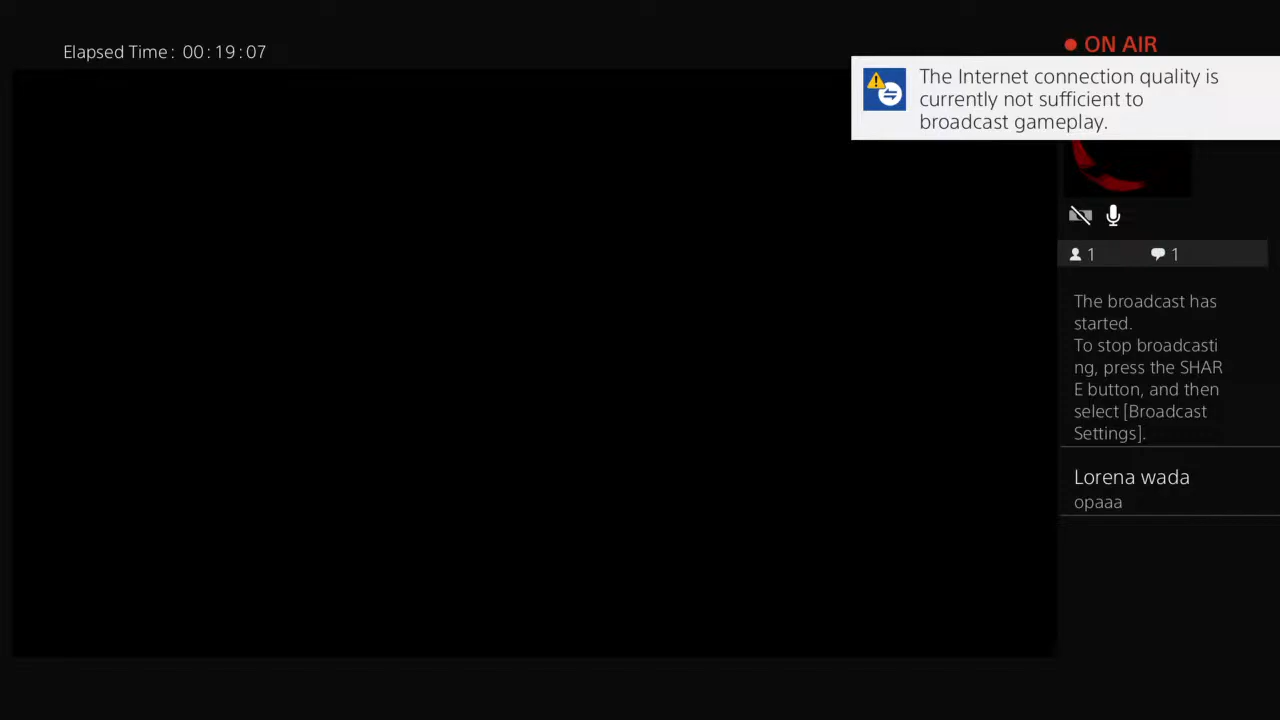 Elapsed Time: 00:19:07
ON AIR
The Internet connection quality is
currently not sufficient to
broadcast gameplay.
1
1
The broadcast has
started.
To stop broadcasti
ng, press the SHAR
E button, and then
select [Broadcast
Settings].
Lorena wada
opaaa